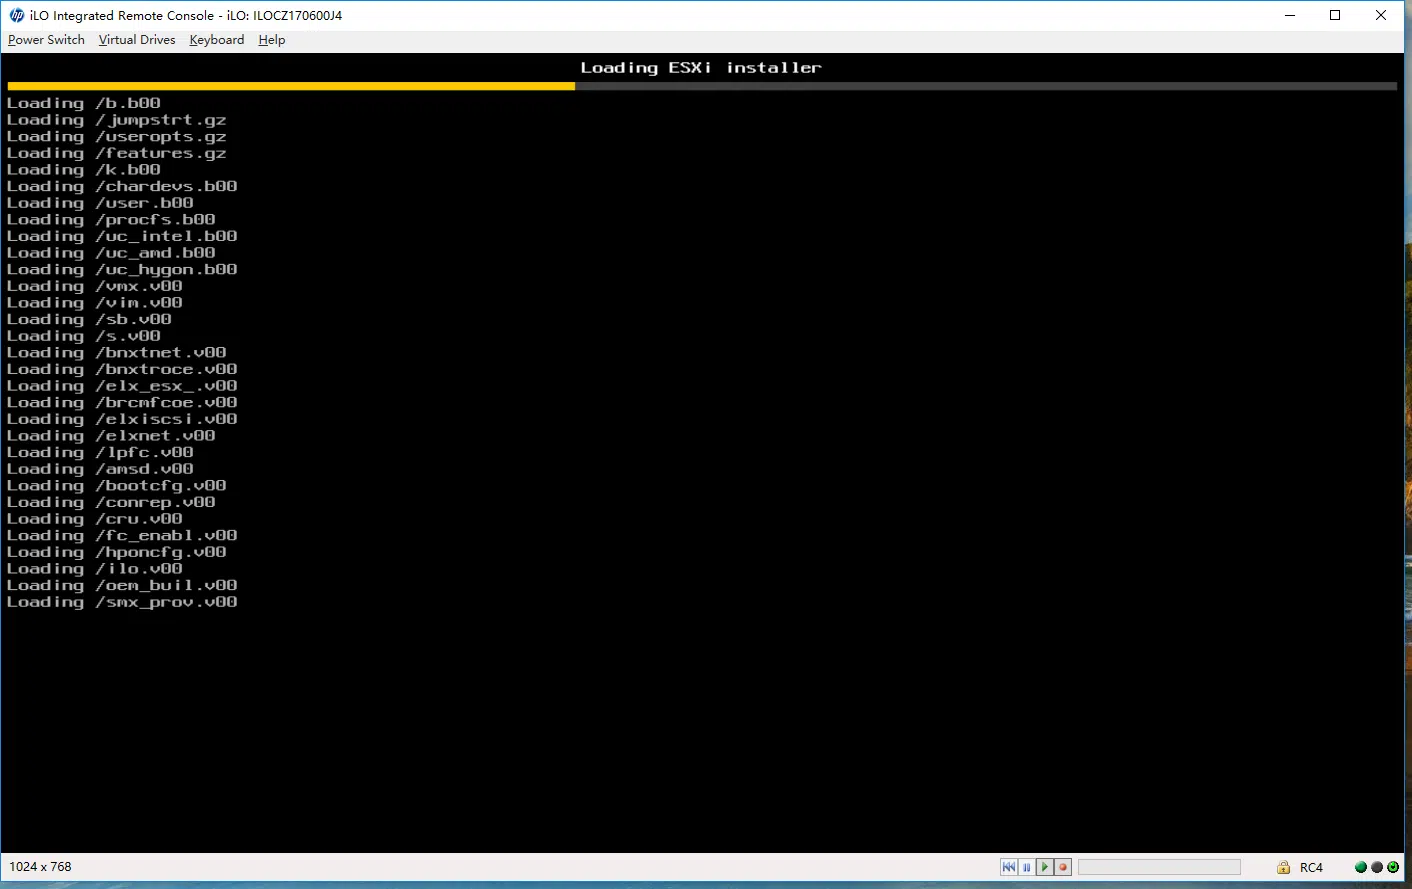 iLO Integrated Remote Console - iLO: ILOCZ170600J4
Power Switch Virtual Drives Keyboard Help
Loading ESXi installer
Loading /b.b00
Loading /jumpstrt.gz
Loading /useropts.gz
Loading /features.gz
Loading /k.b00
Loading /chardevs.b00
Loading /user.b00
Loading /procfs.b00
Loading /uc_intel.b00
Loading /uc_amd.b00
Loading /uc_hygon.b00
Loading /vmx.v00
Loading /vim.v00
Loading /sb.v00
Loading /s.v00
Loading /bnxtnet.v00
Loading /bnxtroce.v00
Loading /elx_esx_.v00
Loading /brcmfcoe.v00
Loading /elxiscsi.v00
Loading /elxnet.v00
Loading /lpfc.v00
Loading /amsd.v00
Loading /bootcfg.v00
Loading /conrep.v00
Loading /cru.v00
Loading /fc_enabl.v00
Loading /hponcfg.v00
Loading /ilo.v00
Loading /oem_buil.v00
Loading /smx_prov.v00
1024 x 768 RC4